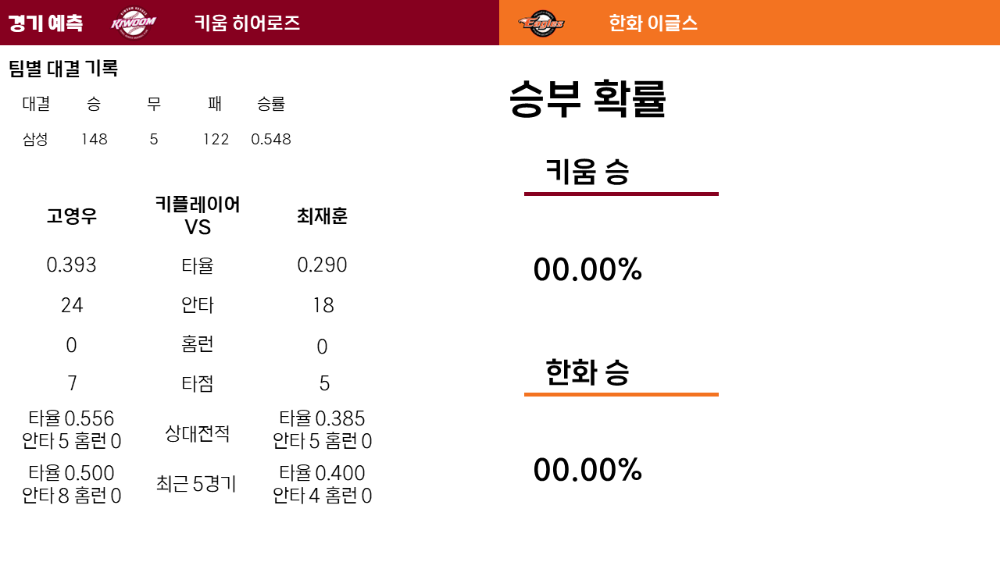 경기 예측
KIWOOM
키움 히어로즈
Eagles
한화 이글스
팀별 대결 기록
대결 승 무 패 승률
삼성 148 5 122 0.548
고영우 키플레이어 최재훈
VS
0.393 타율 0.290
24 안타 18
0 홈런 0
7 타점 5
타율 0.556 상대전적 타율 0.385
안타 5 홈런 0 안타 5 홈런 0
타율 0.500 최근 5경기 타율 0.400
안타 8 홈런 0 안타 4 홈런 0
승부 확률
키움 승
00.00%
한화 승
00.00%